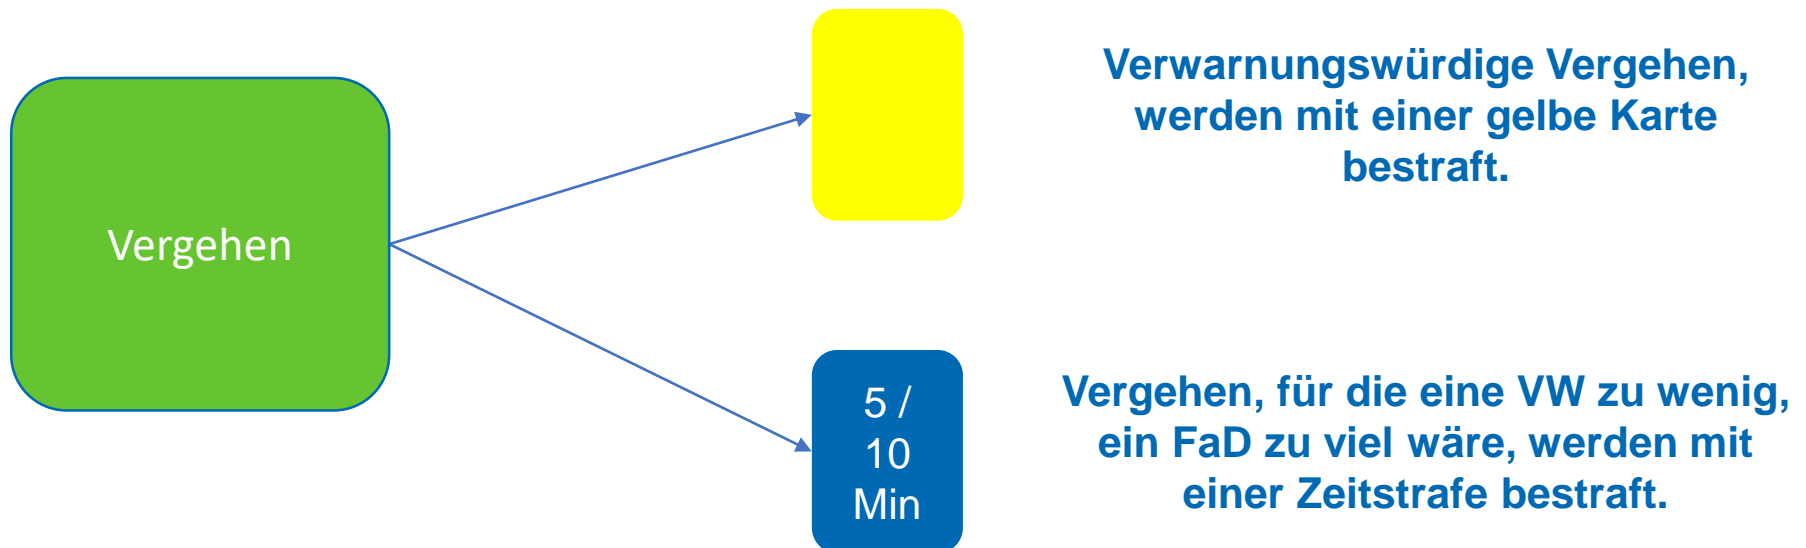 Vergehen
Verwarnungswürdige Vergehen,
werden mit einer gelbe Karte
bestraft.
5 /
10
Min
Vergehen, für die eine VW zu wenig,
ein FaD zu viel wäre, werden mit
einer Zeitstrafe bestraft.